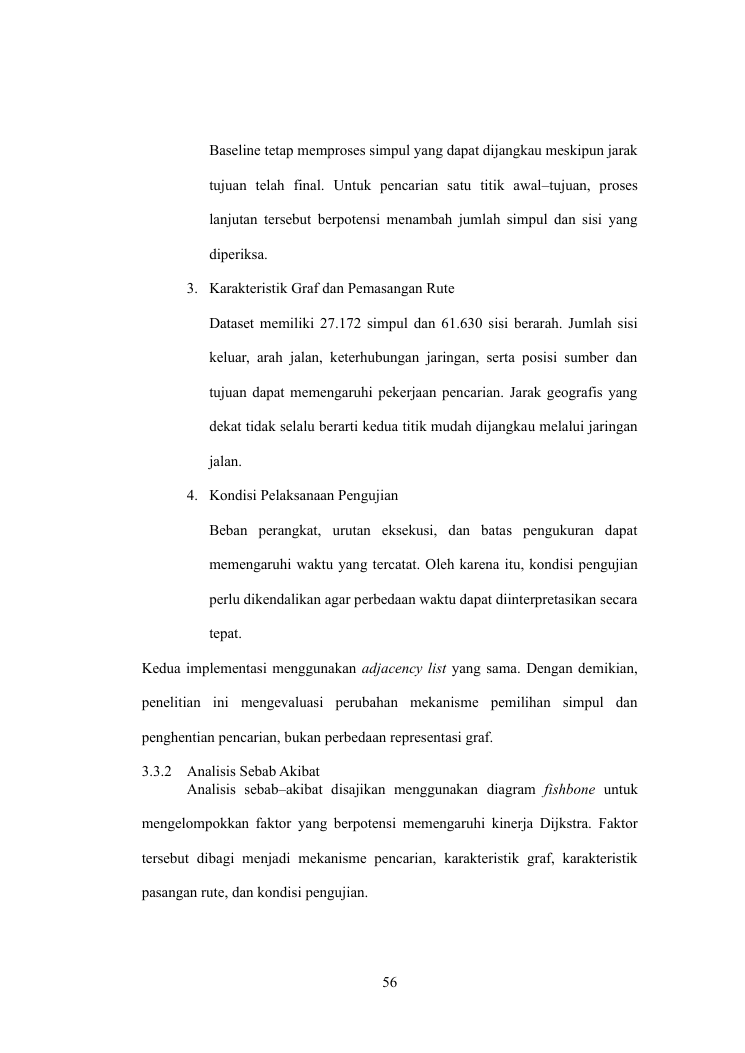 Baseline tetap memproses simpul yang dapat dijangkau meskipun jarak
tujuan telah final. Untuk pencarian satu titik awal–tujuan, proses
lanjutan tersebut berpotensi menambah jumlah simpul dan sisi yang
diperiksa.
3. Karakteristik Graf dan Pemasangan Rute
Dataset memiliki 27.172 simpul dan 61.630 sisi berarah. Jumlah sisi
keluar, arah jalan, keterhubungan jaringan, serta posisi sumber dan
tujuan dapat memengaruhi pekerjaan pencarian. Jarak geografis yang
dekat tidak selalu berarti kedua titik mudah dijangkau melalui jaringan
jalan.
4. Kondisi Pelaksanaan Pengujian
Beban perangkat, urutan eksekusi, dan batas pengukuran dapat
memengaruhi waktu yang tercatat. Oleh karena itu, kondisi pengujian
perlu dikendalikan agar perbedaan waktu dapat diinterpretasikan secara
tepat.
Kedua implementasi menggunakan adjacency list yang sama. Dengan demikian,
penelitian ini mengevaluasi perubahan mekanisme pemilihan simpul dan
penghentian pencarian, bukan perbedaan representasi graf.
3.3.2 Analisis Sebab Akibat
Analisis sebab–akibat disajikan menggunakan diagram fishbone untuk
mengelompokkan faktor yang berpotensi memengaruhi kinerja Dijkstra. Faktor
tersebut dibagi menjadi mekanisme pencarian, karakteristik graf, karakteristik
pasangan rute, dan kondisi pengujian.
56